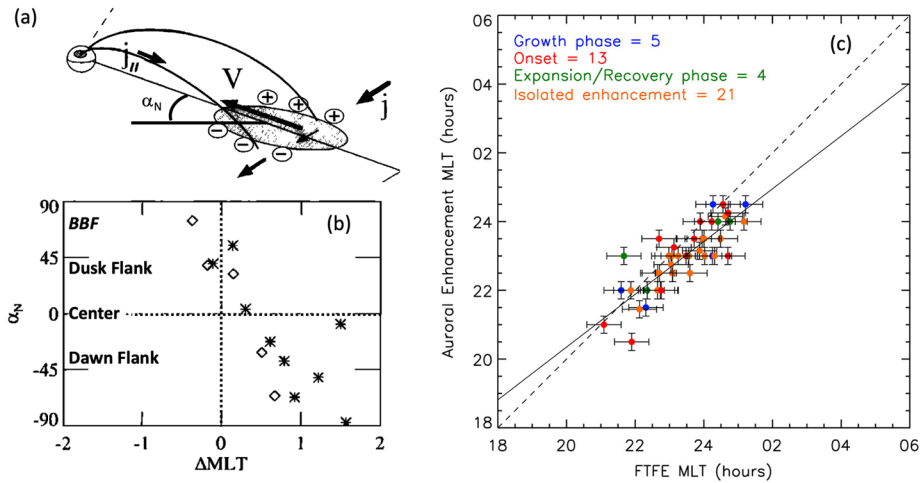 (a)
j//
V
αN
j
(b)
90
BBF
45
Dusk Flank
αN
0
Center
Dawn Flank
-45
-90
-2
-1
0
1
2
ΔMLT
(c)
06
Growth phase = 5
Onset = 13
Expansion/Recovery phase = 4
Isolated enhancement = 21
04
02
24
22
20
18
Auroral Enhancement MLT (hours)
18
20
22
24
02
04
06
FTFE MLT (hours)